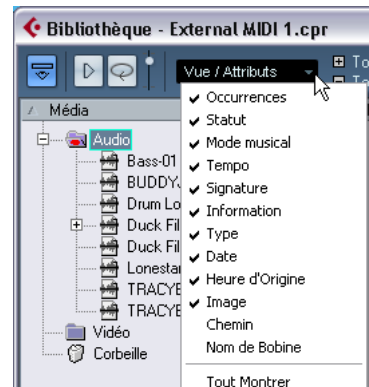 Bibliothèque - External MIDI 1.cpr
Vue / Attributs
Média
Occurrences
Statut
Mode musical
Tempo
Signature
Information
Type
Date
Heure d'Origine
Image
Chemin
Nom de Bobine
Tout Montrer
Audio
Bass-01
BUDDY
Drum Lo
Duck Fil
Duck Fil
Lonestar
TRACYE
TRACYE
Vidéo
Corbeille